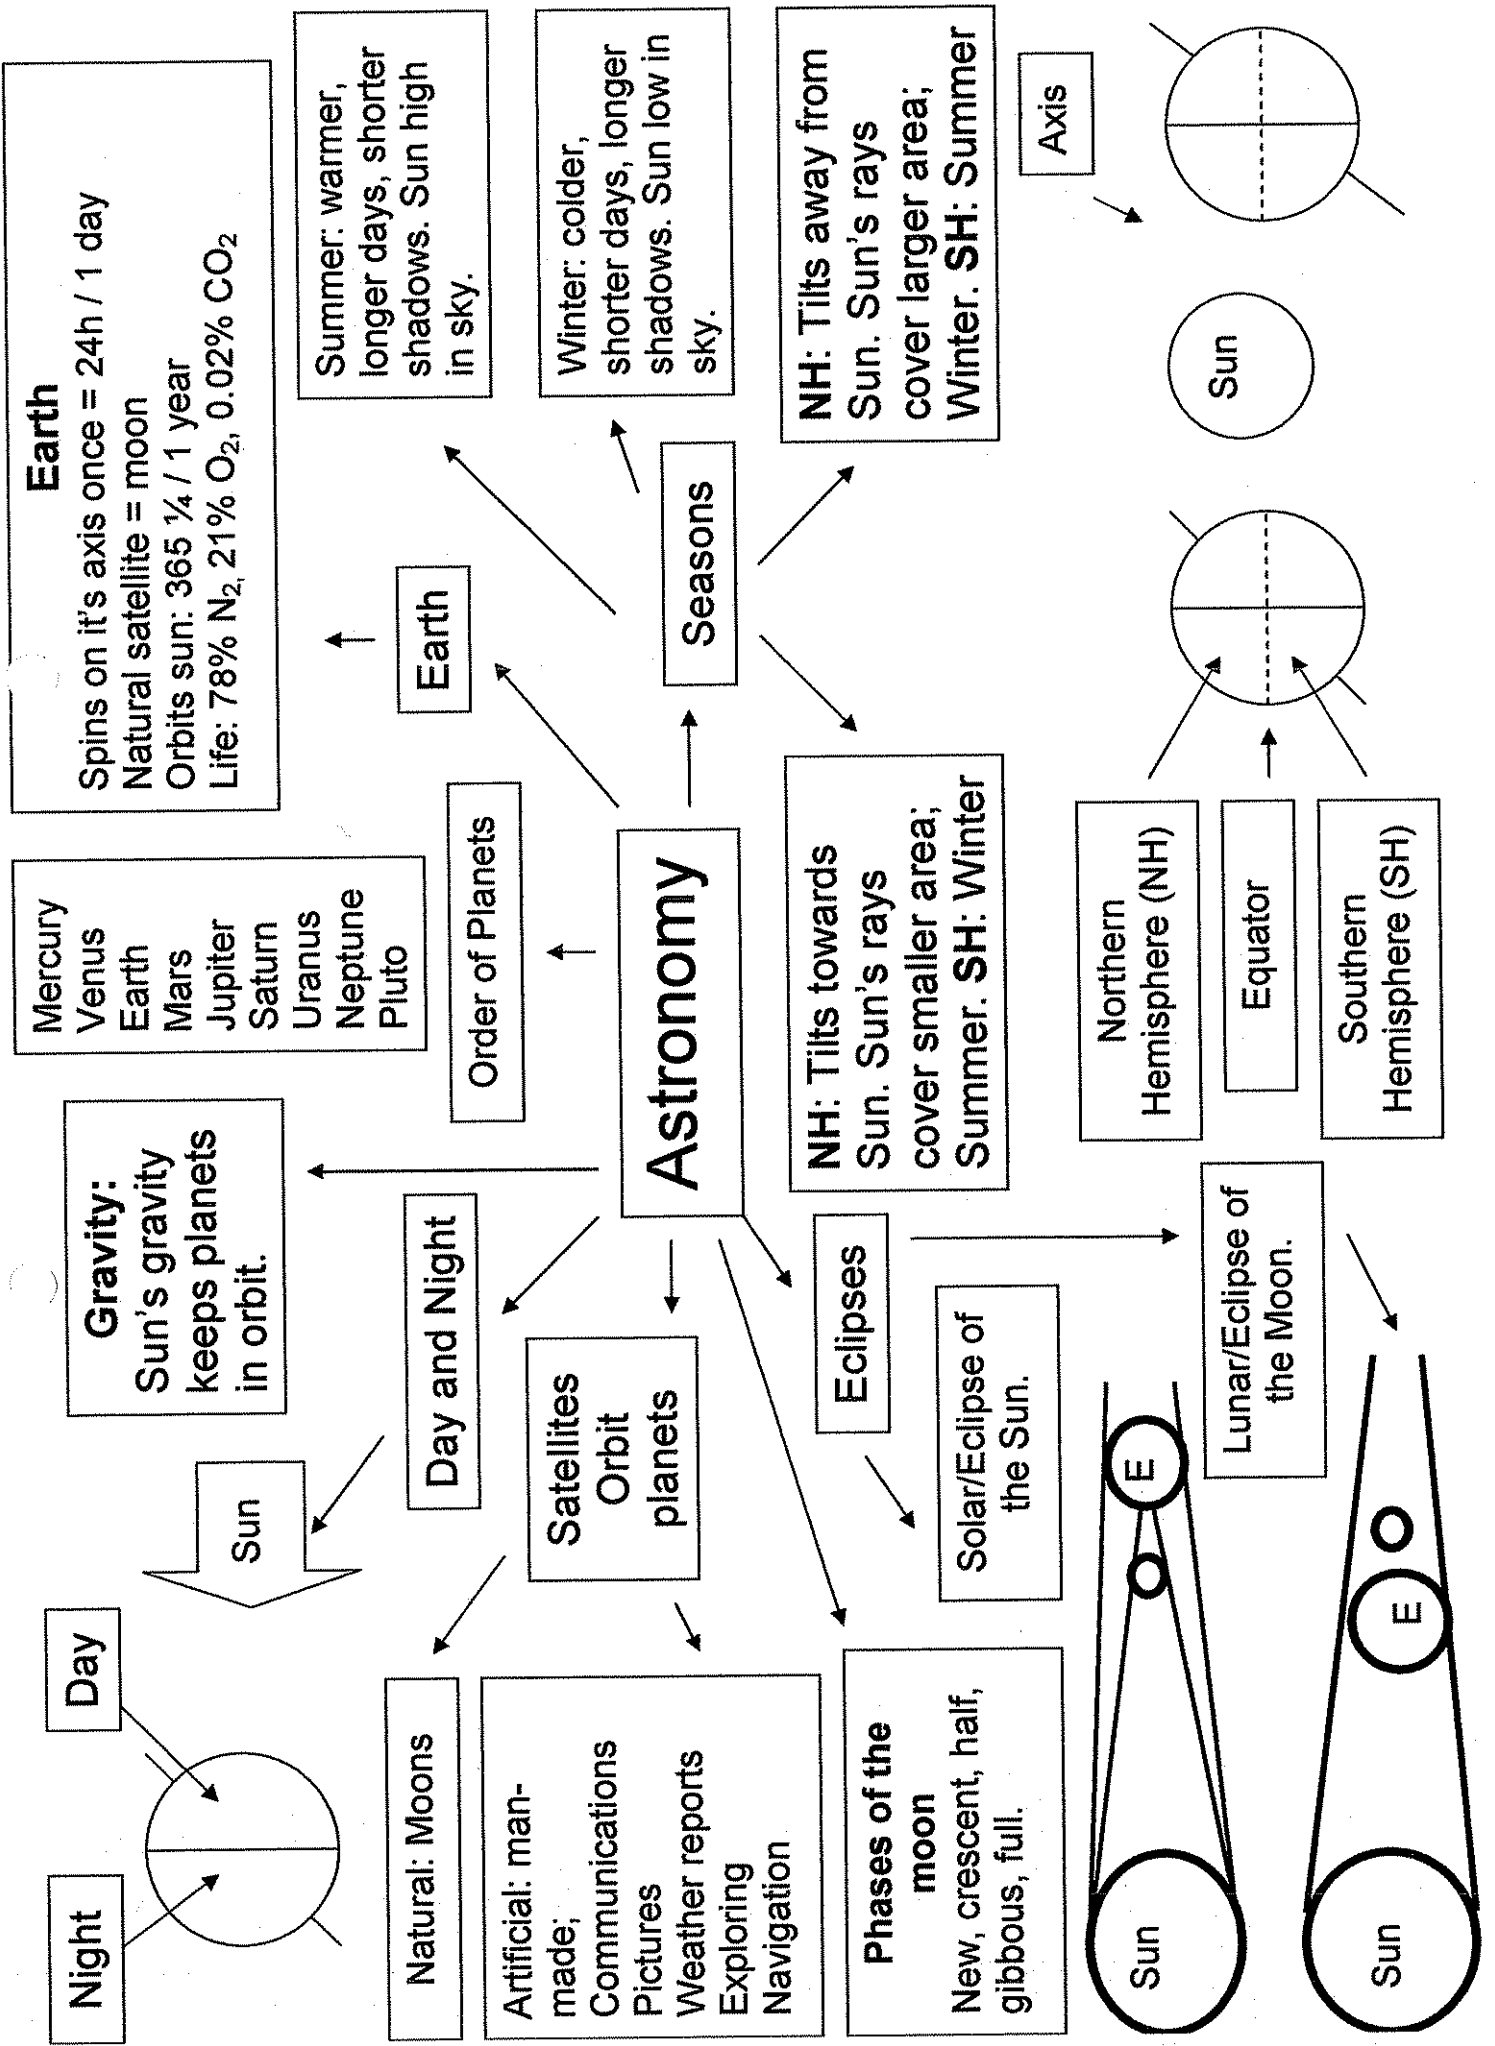 Night
Day
Sun
Gravity:
Sun's gravity
keeps planets
in orbit.
Mercury
Venus
Earth
Mars
Jupiter
Saturn
Uranus
Neptune
Pluto
Earth
Spins on it's axis once = 24h / 1 day
Natural satellite = moon
Orbits sun: 365 ¼ / 1 year
Life: 78% N₂, 21% O₂, 0.02% CO₂
Day and Night
Order of Planets
Earth
Summer: warmer,
longer days, shorter
shadows. Sun high
in sky.
Natural: Moons
Satellites
Orbit
planets
Astronomy
Seasons
Winter: colder,
shorter days, longer
shadows. Sun low in
sky.
Artificial: man-
made;
Communications
Pictures
Weather reports
Exploring
Navigation
Phases of the
moon
New, crescent, half,
gibbous, full.
Eclipses
NH: Tilts towards
Sun. Sun's rays
cover smaller area;
Summer. SH: Winter
NH: Tilts away from
Sun. Sun's rays
cover larger area;
Winter. SH: Summer
Solar/Eclipse of
the Sun.
Sun
E
Lunar/Eclipse of
the Moon.
Sun
E
Northern
Hemisphere (NH)
Equator
Southern
Hemisphere (SH)
Sun
Axis